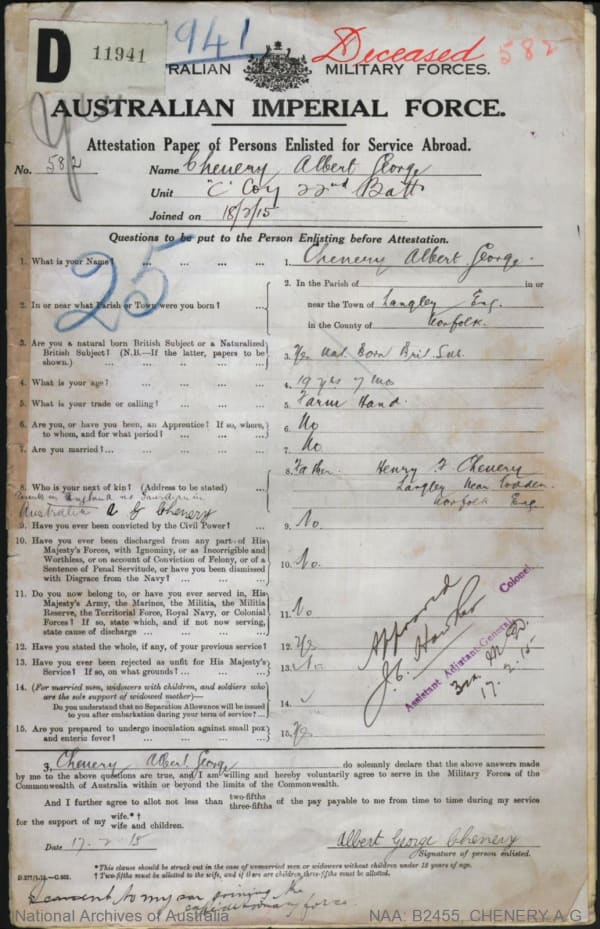 D 11941
1941
Deceased
582
AUSTRALIAN MILITARY FORCES.
AUSTRALIAN IMPERIAL FORCE.
Attestation Paper of Persons Enlisted for Service Abroad.
No. 582 Name Chenery Albert George
Unit "C" Coy 22nd Batt
Joined on 18/2/15
Questions to be put to the Person Enlisting before Attestation.
25
1. What is your Name? ... ... ... 1. Chenery Albert George.
2. In or near what Parish or Town were you born? ... 2. In the Parish of in or
near the Town of Langley Eng.
in the County of Norfolk.
3. Are you a natural born British Subject or a Naturalized
British Subject? (N.B.—If the latter, papers to be
shown.) ... ... ... ... 3. Yes Nat. Born Brit. Sub.
4. What is your age? ... ... ... 4. 19 yrs 7 mo
5. What is your trade or calling? ... ... ... 5. Farm Hand.
6. Are you, or have you been, an Apprentice? If so, where,
to whom, and for what period? ... ... ... 6. No
7. Are you married? ... ... ... ... 7. No
8. Who is your next of kin? (Address to be stated) ... 8. Father. Henry F Chenery
Langley Near Lodden.
Norfolk Eng
Parents in England no Guardian in
Australia A G Chenery
9. Have you ever been convicted by the Civil Power? ... 9. No.
10. Have you ever been discharged from any part of His
Majesty's Forces, with Ignominy, or as Incorrigible and
Worthless, or on account of Conviction of Felony, or of a
Sentence of Penal Servitude, or have you been dismissed
with Disgrace from the Navy? ... ... ... 10. No.
11. Do you now belong to, or have you ever served in, His
Majesty's Army, the Marines, the Militia, the Militia
Reserve, the Territorial Force, Royal Navy, or Colonial
Forces? If so, state which, and if not now serving,
state cause of discharge ... ... ... 11. No
12. Have you stated the whole, if any, of your previous service? 12. Yes
13. Have you ever been rejected as unfit for His Majesty's
Service? If so, on what grounds? ... ... 13. No
14. (For married men, widowers with children, and soldiers who
are the sole support of widowed mother)—
Do you understand that no Separation Allowance will be issued
to you after embarkation during your term of service? ... 14. ✓
15. Are you prepared to undergo inoculation against small pox
and enteric fever? ... ... ... ... 15. Yes
Approved
Colonel
Assistant Adjutant-General
3rd M.D.
17.2.15
I, Chenery Albert George do solemnly declare that the above answers made
by me to the above questions are true, and I am willing and hereby voluntarily agree to serve in the Military Forces of the
Commonwealth of Australia within or beyond the limits of the Commonwealth.
And I further agree to allot not less than two-fifths three-fifths of the pay payable to me from time to time during my service
for the support of my wife.* † wife and children.
Date 17-2-15 Albert George Chenery
Signature of person enlisted.
*This clause should be struck out in the case of unmarried men or widowers without children under 18 years of age.
† Two-fifths must be allotted to the wife, and if there are children three-fifths must be allotted.
I consent to my son joining the
expeditionary force.
National Archives of Australia NAA: B2455, CHENERY A G